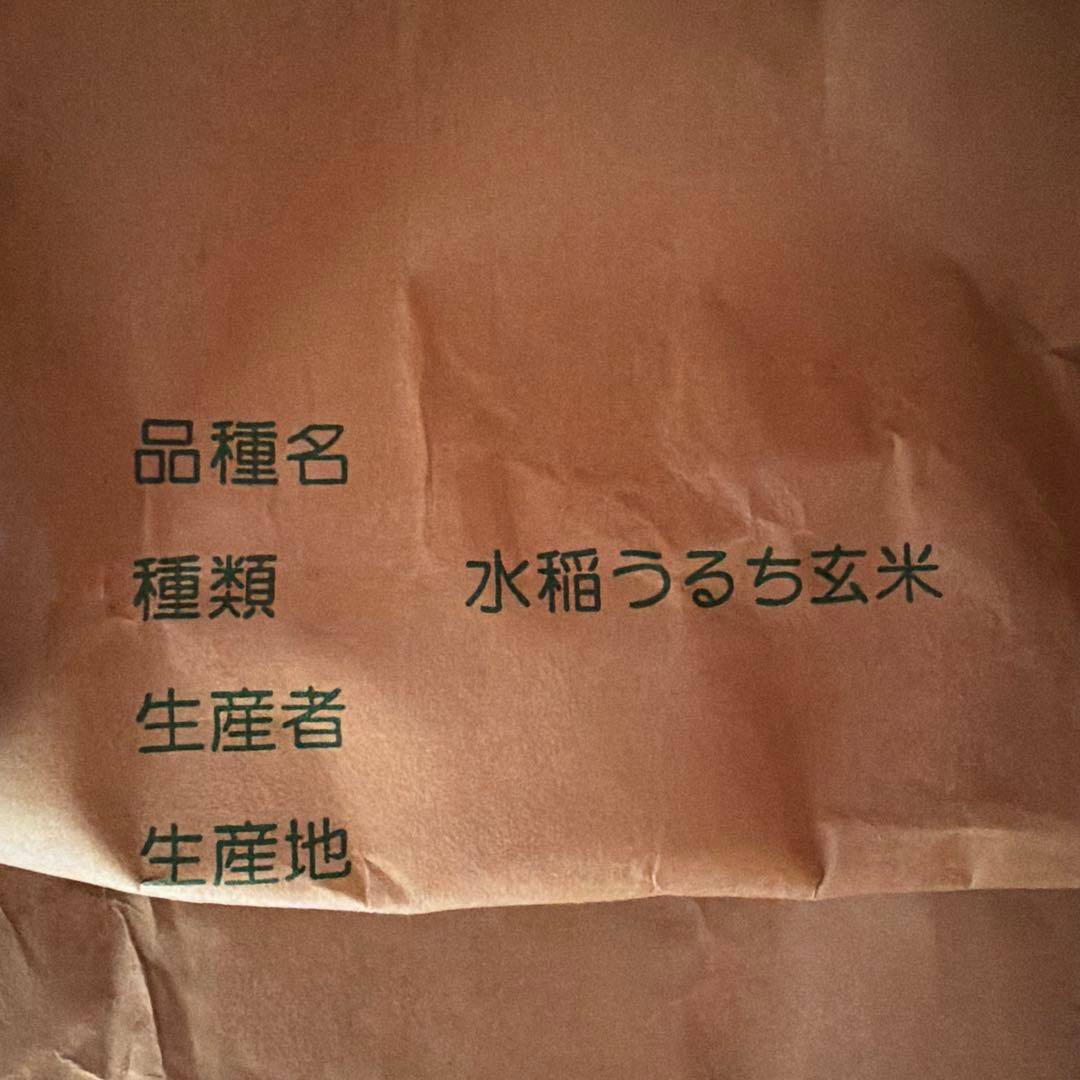 品種名
種類 水稲うるち玄米
生産者
生産地